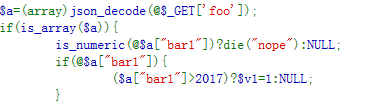 $a=(array)json_decode(@$_GET['foo']);
if(is_array($a)){
is_numeric(@$a["bar1"])?die("nope"):NULL;
if(@$a["bar1"]){
($a["bar1"]>2017)?$v1=1:NULL;
}